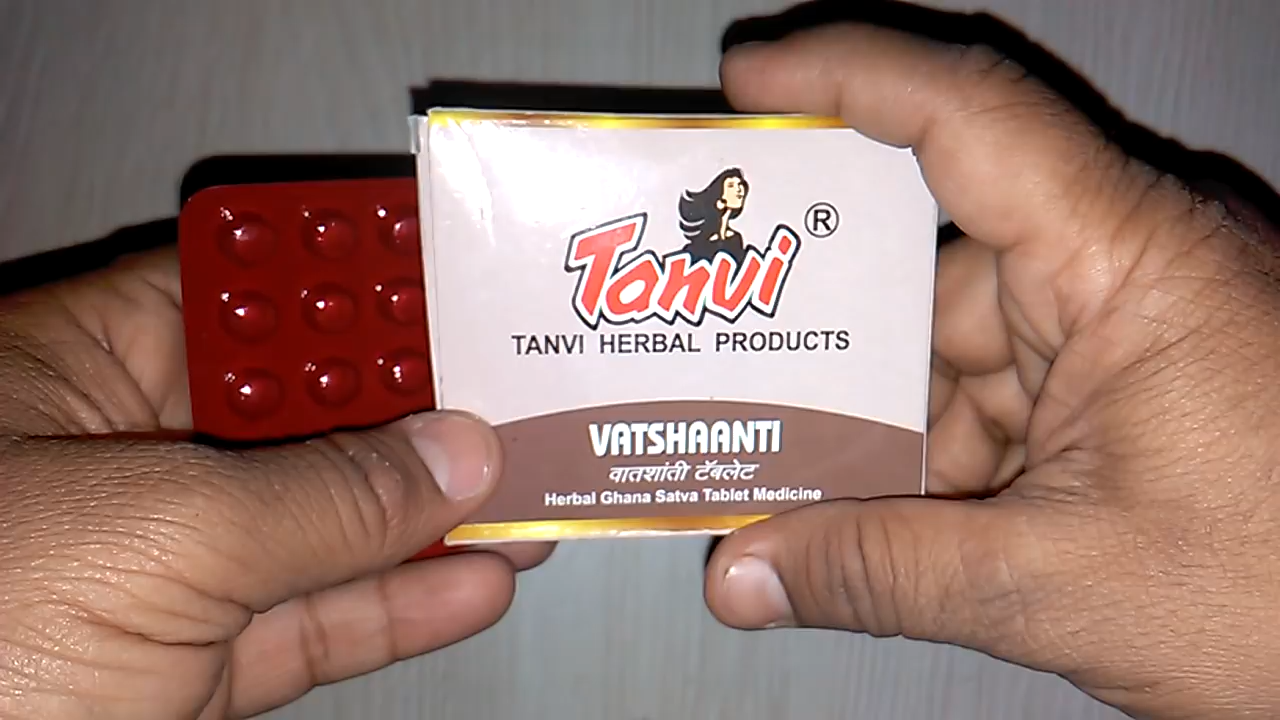 Tanvi ®
TANVI HERBAL PRODUCTS
VATSHAANTI
वातशांती टॅबलेट
Herbal Ghana Satva Tablet Medicine